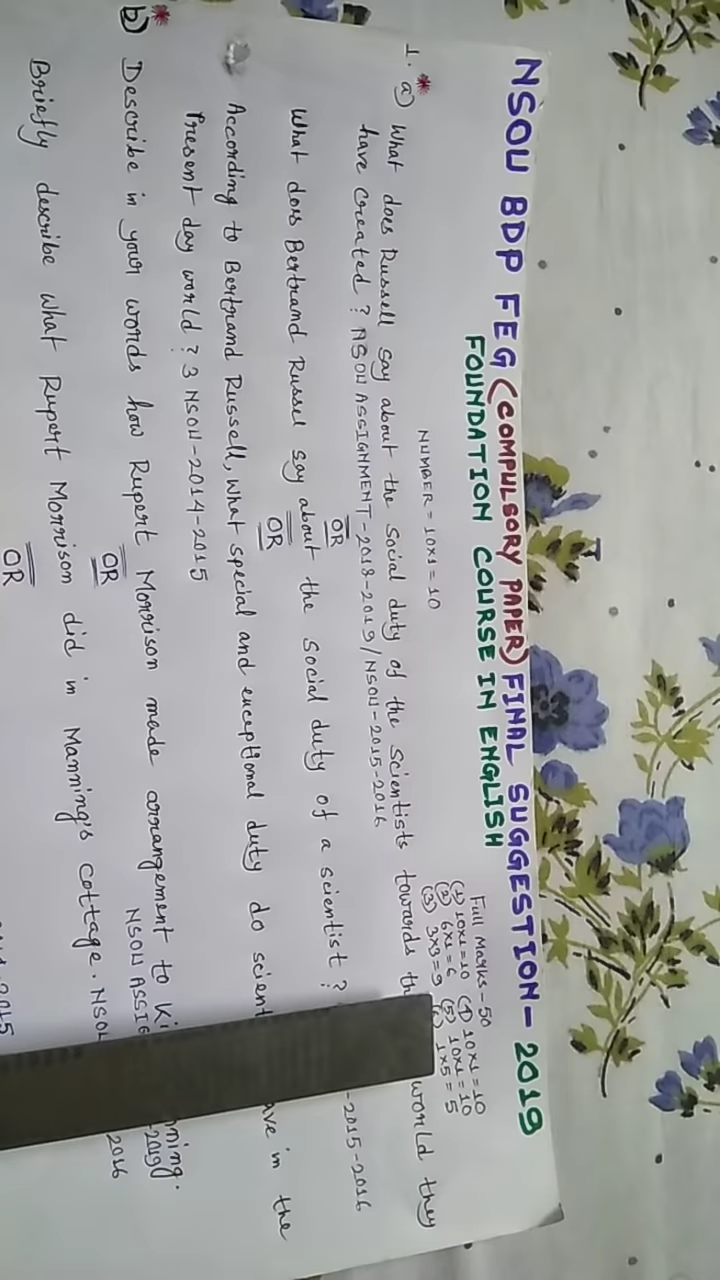 NSOU BDP FEG (COMPULSORY PAPER) FINAL SUGGESTION - 2019
FOUNDATION COURSE IN ENGLISH
Full Marks - 50
(1) 10x1=10 (4) 10x1=10
(2) 6x1=6 (5) 10x1=10
(3) 3x3=9 1x5=5
NUMBER = 10x1=10
1. a) What does Russell say about the social duty of the scientists towards world they
have created? NSOU ASSIGNMENT-2018-2019/NSOU-2015-2016
OR
What does Bertrand Russel say about the social duty of a scientist? -2015-2016
OR
According to Bertrand Russell, what special and exceptional duty do in the
Present day world? 3 NSOU-2014-2015
b) Describe in your words how Rupert Morrison made arrangement to
NSOU -2019
OR
Briefly describe what Rupert Morrison did in Manning's cottage. 2016
OR